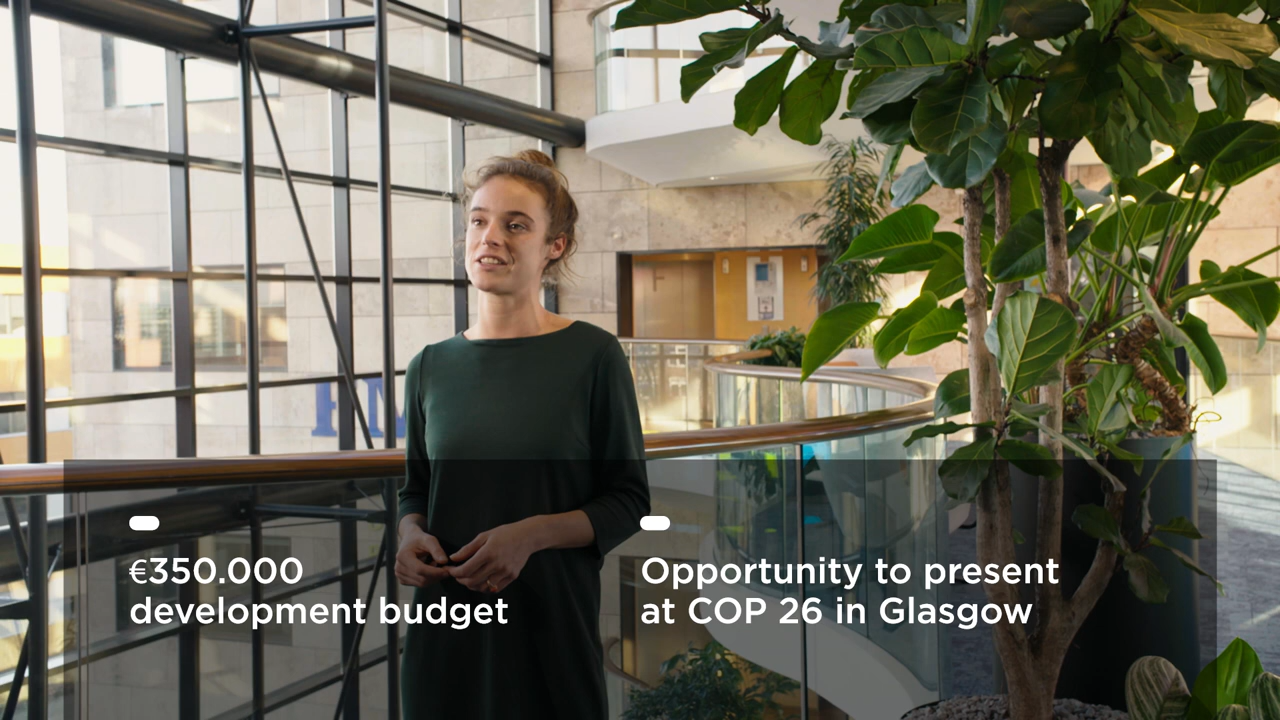 €350.000
development budget
Opportunity to present
at COP 26 in Glasgow